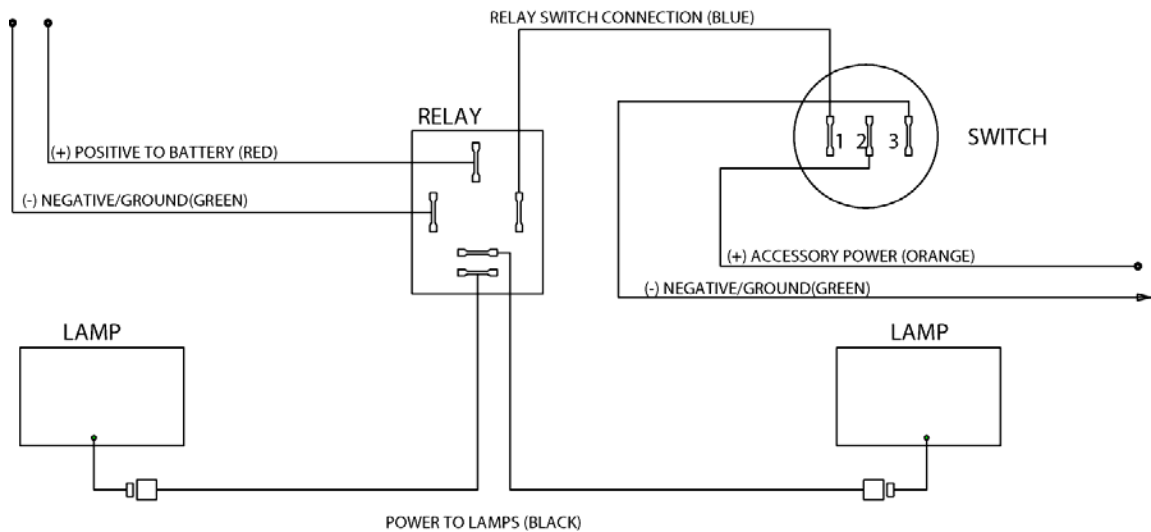 RELAY SWITCH CONNECTION (BLUE)
RELAY
1 2 3
SWITCH
(+) POSITIVE TO BATTERY (RED)
(-) NEGATIVE/GROUND(GREEN)
(+) ACCESSORY POWER (ORANGE)
(-) NEGATIVE/GROUND(GREEN)
LAMP
LAMP
POWER TO LAMPS (BLACK)